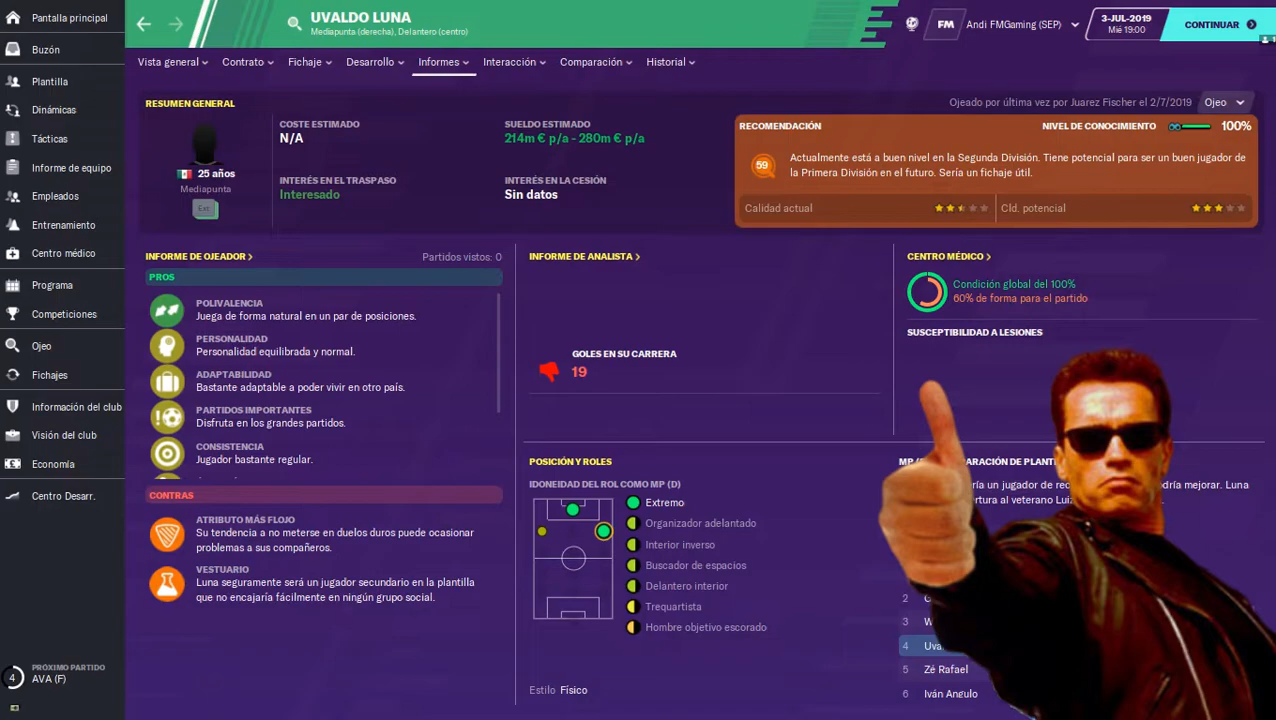 Página Principal
Buzón
Plantilla
Dinámicas
Informe del equipo
Empleados
Entrenamiento
Centro médico
Programa
Competiciones
Ojeo
Fichajes
Información del club
Visión del club
Economía
Centro Desarr.
4
PRÓXIMO PARTIDO
AVA (F)
UVALDO LUNA
Mediapunta (derecha), Delantero (centro)
FM
Andi FMGaming (SEP)
3-JUL-2019
Mié 19:00
CONTINUAR
Vista general
Contrato
Fichaje
Desarrollo
Informes
Interacción
Comparación
Historial
RESUMEN GENERAL
Ojeado por última vez por Juarez Fischer el 2/7/2019
Ojeo
25 años
Mediapunta
Ext
COSTE ESTIMADO
N/A
SUELDO ESTIMADO
214m € p/a - 280m € p/a
INTERÉS EN EL TRASPASO
Interesado
INTERÉS EN LA CESIÓN
Sin datos
RECOMENDACIÓN
NIVEL DE CONOCIMIENTO
100%
59
Actualmente está a buen nivel en la Segunda División. Tiene potencial para ser un buen jugador de
la Primera División en el futuro. Sería un fichaje útil.
Calidad actual
Cld. potencial
INFORME DE OJEADOR
Partidos vistos: 0
PROS
POLIVALENCIA
Juega de forma natural en un par de posiciones.
PERSONALIDAD
Personalidad equilibrada y normal.
ADAPTABILIDAD
Bastante adaptable a poder vivir en otro país.
PARTIDOS IMPORTANTES
Disfruta en los grandes partidos.
CONSISTENCIA
Jugador bastante regular.
CONTRAS
ATRIBUTO MÁS FLOJO
Su tendencia a no meterse en duelos duros puede ocasionar
problemas a sus compañeros.
VESTUARIO
Luna seguramente será un jugador secundario en la plantilla
que no encajaría fácilmente en ningún grupo social.
INFORME DE ANALISTA
GOLES EN SU CARRERA
19
CENTRO MÉDICO
Condición global del 100%
60% de forma para el partido
SUSCEPTIBILIDAD A LESIONES
POSICIÓN Y ROLES
IDONEIDAD DEL ROL COMO MP (D)
Extremo
Organizador adelantado
Interior inverso
Buscador de espacios
Delantero interior
Trequartista
Hombre objetivo escorado
Estilo Físico
MP
ARACIÓN DE PLANTI
ría un jugador de rec
odría mejorar. Luna
ertura al veterano Luiz
2
3 W
4 Uva
5 Zé Rafael
6 Iván Angulo